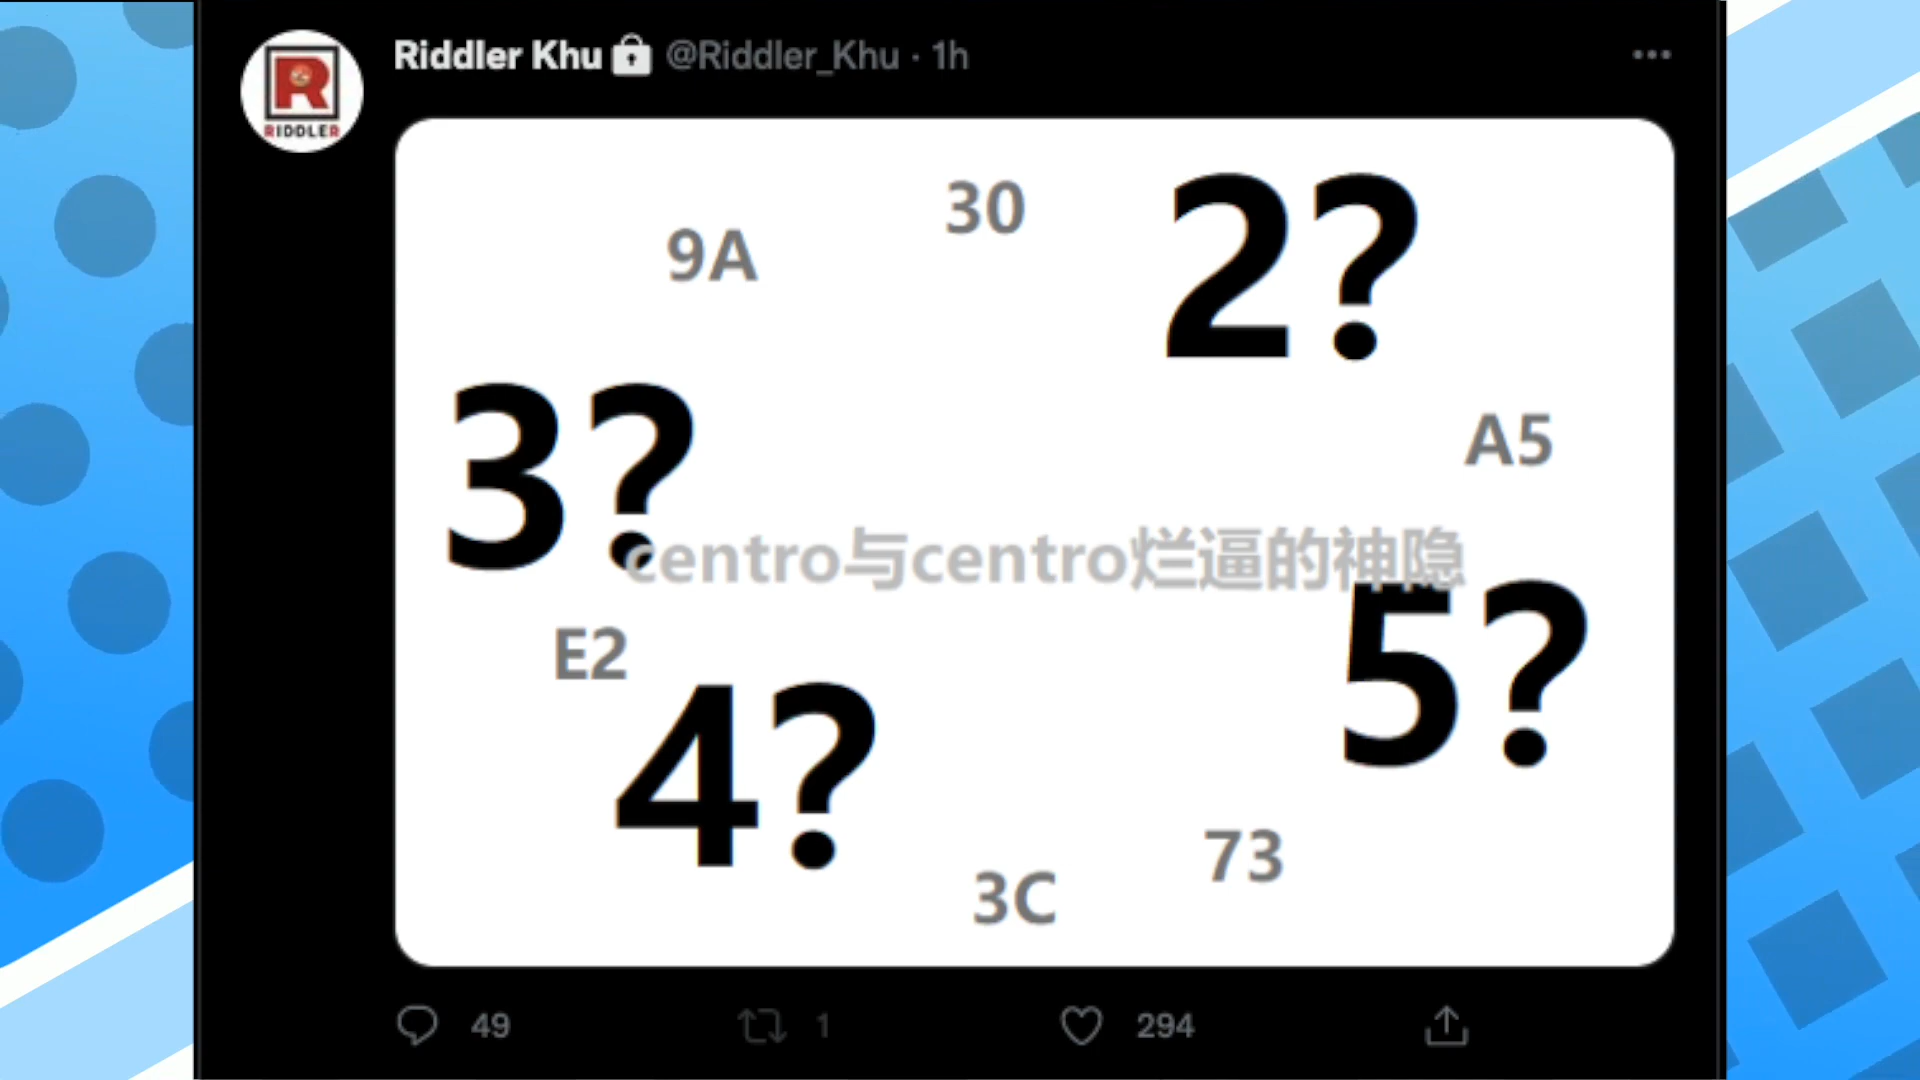 Riddler Khu @Riddler_Khu · 1h
RIDDLER
30
2?
9A
3?
A5
centro与centro烂逼的神隐
5?
E2
4?
73
3C
49
1
294